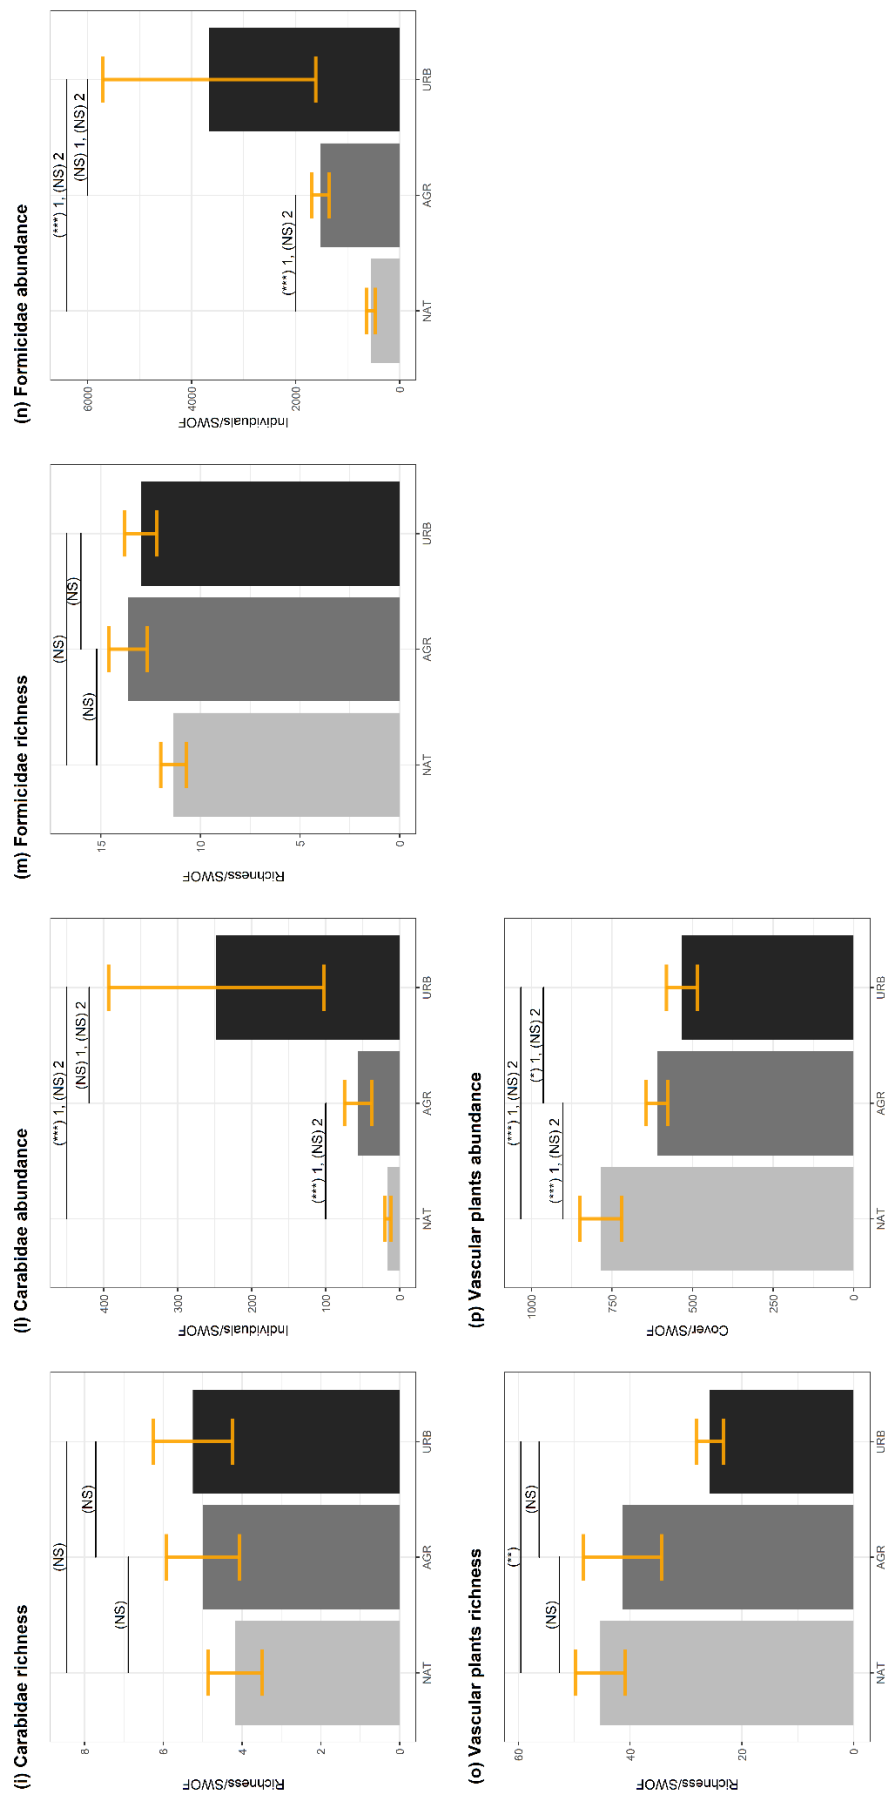 (i) Carabidae richness
Richness/SWOF
8
6
4
2
0
(NS)
(NS)
(NS)
NAT
AGR
URB
(l) Carabidae abundance
Individuals/SWOF
400
300
200
100
0
(***) 1, (NS) 2
(NS) 1, (NS) 2
(***) 1, (NS) 2
NAT
AGR
URB
(m) Formicidae richness
Richness/SWOF
15
10
5
0
(NS)
(NS)
(NS)
NAT
AGR
URB
(n) Formicidae abundance
Individuals/SWOF
6000
4000
2000
0
(***) 1, (NS) 2
(NS) 1, (NS) 2
(***) 1, (NS) 2
NAT
AGR
URB
(o) Vascular plants richness
Richness/SWOF
60
40
20
0
(**)
(NS)
(NS)
NAT
AGR
URB
(p) Vascular plants abundance
Cover/SWOF
1000
750
500
250
0
(***) 1, (NS) 2
(*) 1, (NS) 2
(***) 1, (NS) 2
NAT
AGR
URB